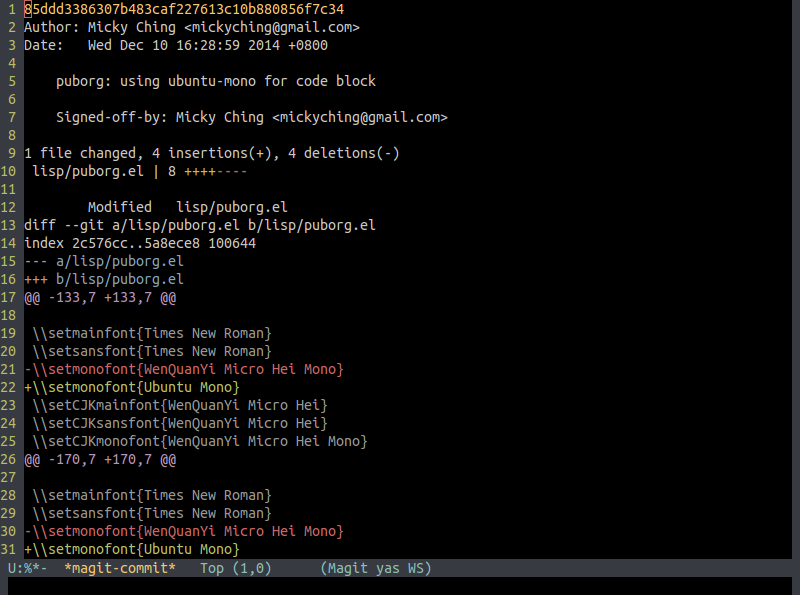 1 85ddd3386307b483caf227613c10b880856f7c34
2 Author: Micky Ching <mickyching@gmail.com>
3 Date:   Wed Dec 10 16:28:59 2014 +0800
4
5     puborg: using ubuntu-mono for code block
6
7     Signed-off-by: Micky Ching <mickyching@gmail.com>
8
9 1 file changed, 4 insertions(+), 4 deletions(-)
10  lisp/puborg.el | 8 ++++----
11
12         Modified   lisp/puborg.el
13 diff --git a/lisp/puborg.el b/lisp/puborg.el
14 index 2c576cc..5a8ece8 100644
15 --- a/lisp/puborg.el
16 +++ b/lisp/puborg.el
17 @@ -133,7 +133,7 @@
18
19  \\setmainfont{Times New Roman}
20  \\setsansfont{Times New Roman}
21 -\\setmonofont{WenQuanYi Micro Hei Mono}
22 +\\setmonofont{Ubuntu Mono}
23  \\setCJKmainfont{WenQuanYi Micro Hei}
24  \\setCJKsansfont{WenQuanYi Micro Hei}
25  \\setCJKmonofont{WenQuanYi Micro Hei Mono}
26 @@ -170,7 +170,7 @@
27
28  \\setmainfont{Times New Roman}
29  \\setsansfont{Times New Roman}
30 -\\setmonofont{WenQuanYi Micro Hei Mono}
31 +\\setmonofont{Ubuntu Mono}
U:%*-  *magit-commit*   Top (1,0)      (Magit yas WS)